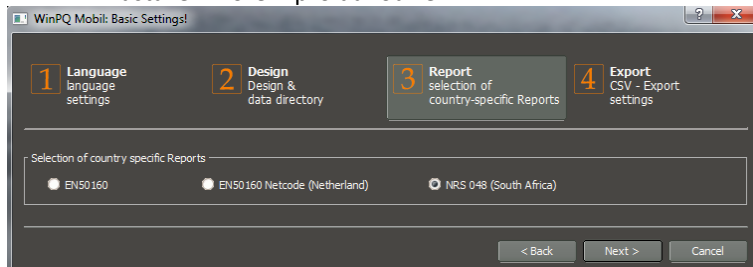 WinPQ Mobil: Basic Settings!
1 Language
language
settings
2 Design
Design &
data directory
3 Report
selection of
country-specific Reports
4 Export
CSV - Export
settings
Selection of country specific Reports
EN50160
EN50160 Netcode (Netherland)
NRS 048 (South Africa)
< Back
Next >
Cancel